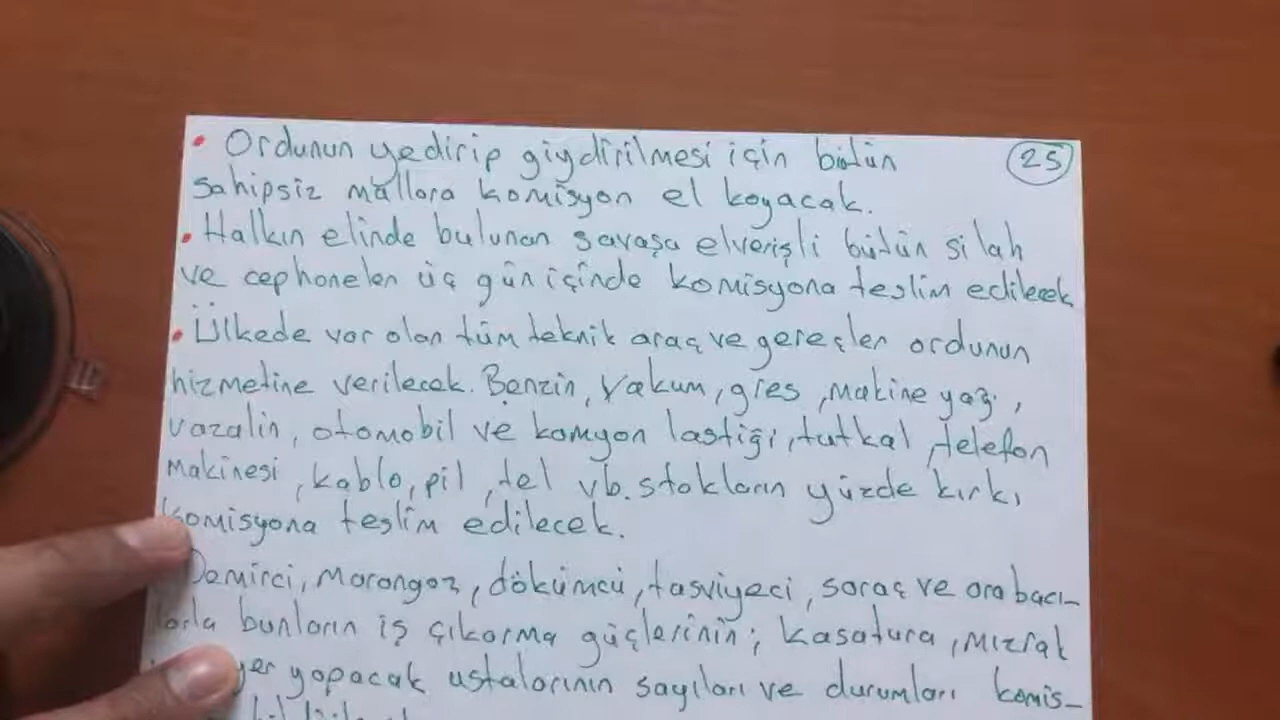 • Ordunun yedirip giydirilmesi için bütün
25
sahipsiz mallara komisyon el koyacak.
• Halkın elinde bulunan savaşa elverişli bütün silah
ve cephaneler üç gün içinde komisyona teslim edilecek
• Ülkede var olan tüm teknik araç ve gereçler ordunun
hizmetine verilecek. Benzin, vakum, gres, makine yağı,
vazalin, otomobil ve kamyon lastiği, tutkal, telefon
makinesi, kablo, pil, tel vb. stokların yüzde kırkı
komisyona teslim edilecek.
Demirci, marangoz, dökümcü, tasviyeci, saraç ve arabacı-
larla bunların iş çıkarma güçlerinin; kasatura, mızrak
yapacak ustalarının sayıları ve durumları komis-